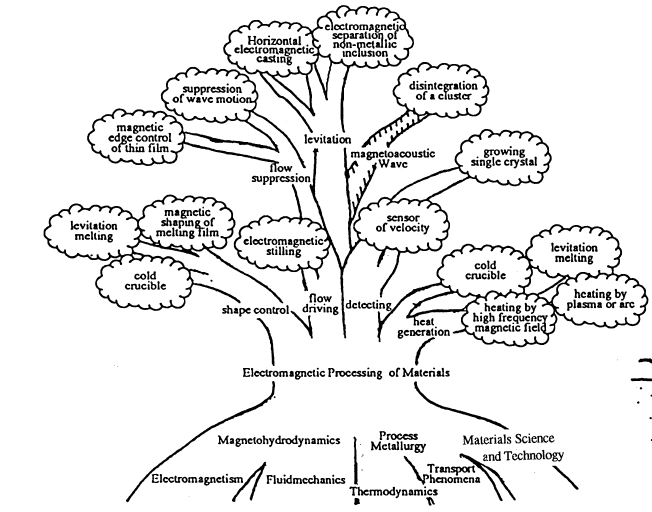 electromagnetic
separation of
non-metallic
inclusion
Horizontal
electromagnetic
casting
suppression
of wave motion
disintegration
of a cluster
magnetic
edge control
of thin film
levitation
magnetoacoustic
Wave
growing
single crystal
flow
suppression
magnetic
shaping of
melting film
levitation
melting
sensor
of velocity
electromagnetic
stilling
levitation
melting
cold
crucible
cold
crucible
heating by
plasma or arc
shape control
flow
driving
detecting
heat
generation
heating by
high frequency
magnetic field
Electromagnetic Processing of Materials
Magnetohydrodynamics
Process
Metallurgy
Materials Science
and Technology
Electromagnetism
Fluidmechanics
Transport
Phenomena
Thermodynamics